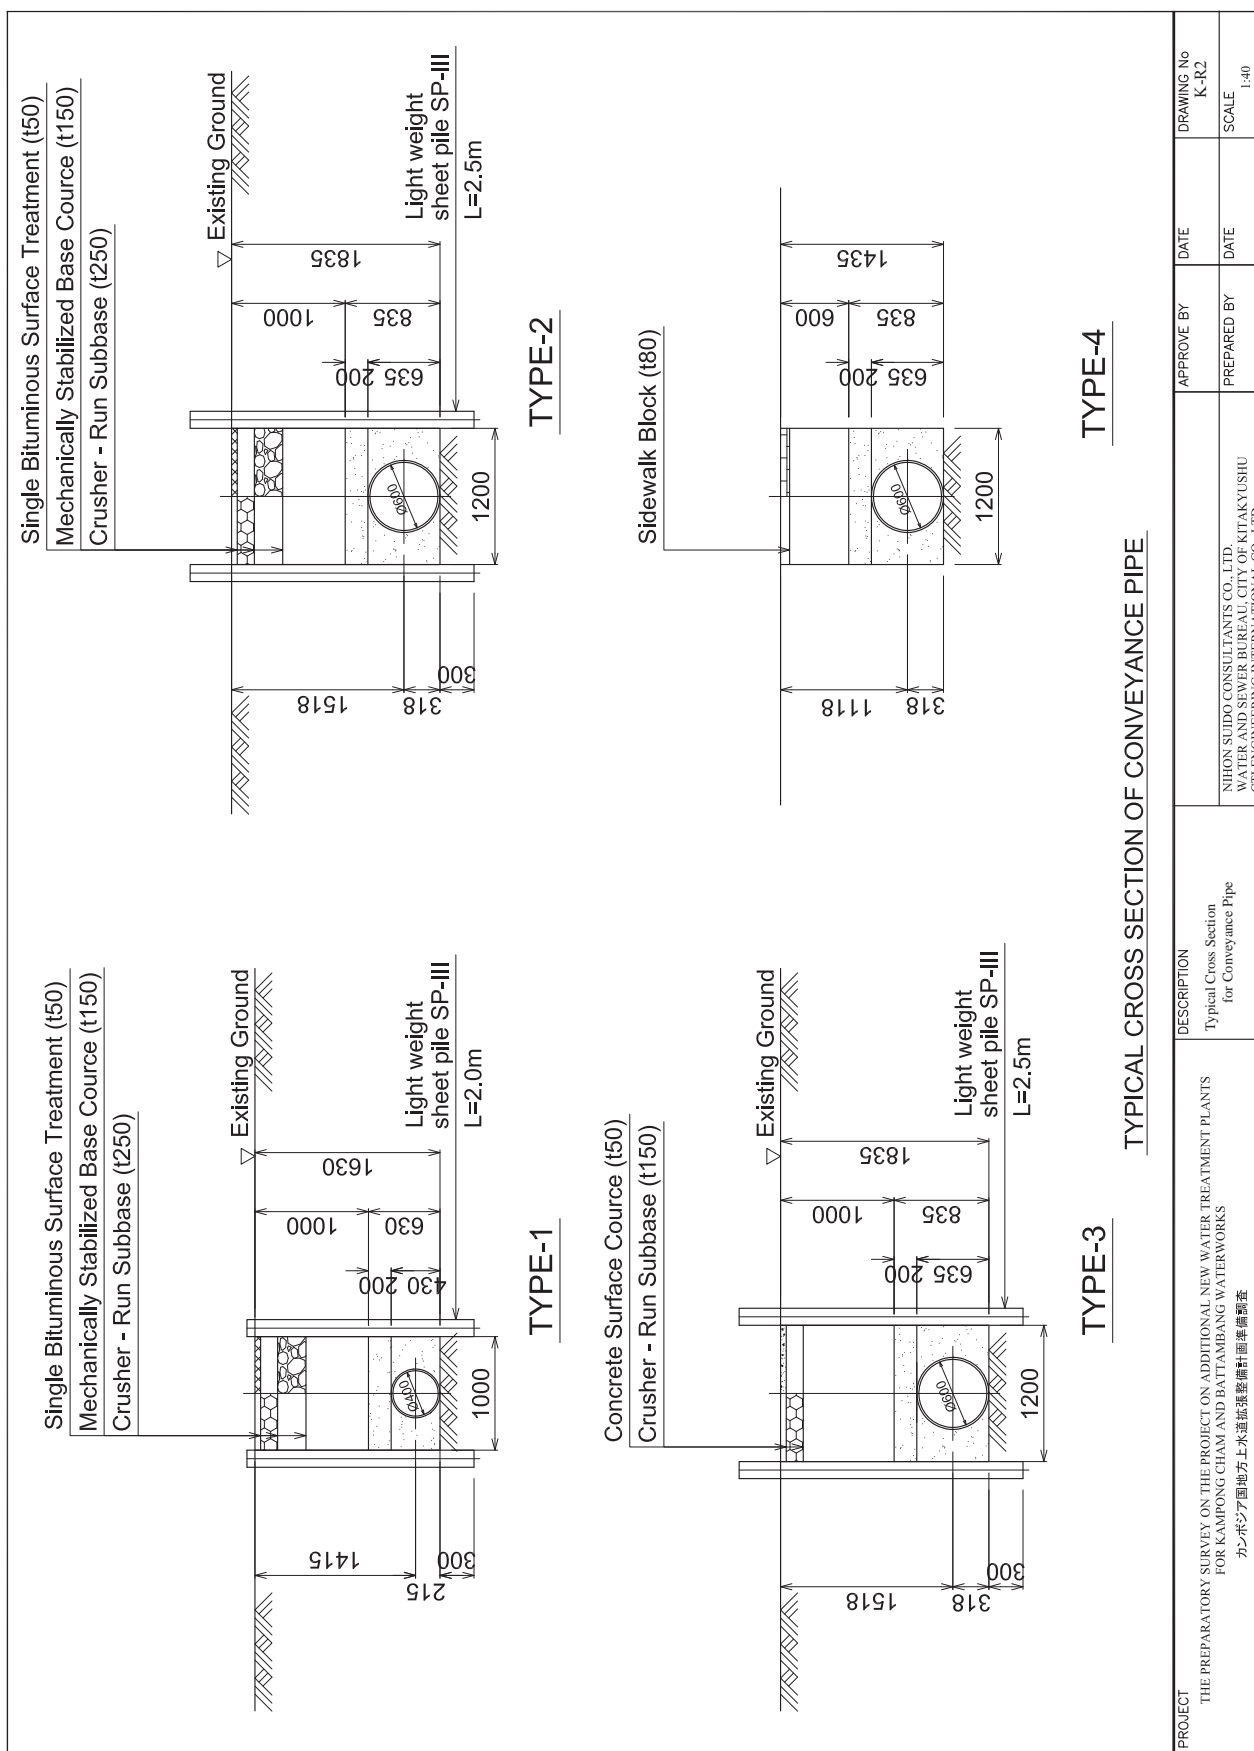 Single Bituminous Surface Treatment (t50)
Mechanically Stabilized Base Cource (t150)
Crusher - Run Subbase (t250)
Existing Ground
1000
630
1630
200
430
1415
215
300
1000
Ø400
Light weight
sheet pile SP-III
L=2.0m
TYPE-1
Single Bituminous Surface Treatment (t50)
Mechanically Stabilized Base Cource (t150)
Crusher - Run Subbase (t250)
Existing Ground
1000
835
1835
200
635
1518
318
300
1200
Ø600
Light weight
sheet pile SP-III
L=2.5m
TYPE-2
Concrete Surface Cource (t50)
Crusher - Run Subbase (t150)
Existing Ground
1000
835
1835
200
635
1518
318
300
1200
Ø600
Light weight
sheet pile SP-III
L=2.5m
TYPE-3
Sidewalk Block (t80)
600
835
1435
200
635
1118
318
1200
Ø600
TYPE-4
TYPICAL CROSS SECTION OF CONVEYANCE PIPE
PROJECT
THE PREPARATORY SURVEY ON THE PROJECT ON ADDITIONAL NEW WATER TREATMENT PLANTS
FOR KAMPONG CHAM AND BATTAMBANG WATERWORKS
カンボジア国地方上水道拡張整備計画準備調査
DESCRIPTION
Typical Cross Section
for Conveyance Pipe
NIHON SUIDO CONSULTANTS CO., LTD.
WATER AND SEWER BUREAU, CITY OF KITAKYUSHU
CTI ENGINEERING INTERNATIONAL CO., LTD.
APPROVE BY
DATE
DRAWING No
K-R2
PREPARED BY
DATE
SCALE
1:40